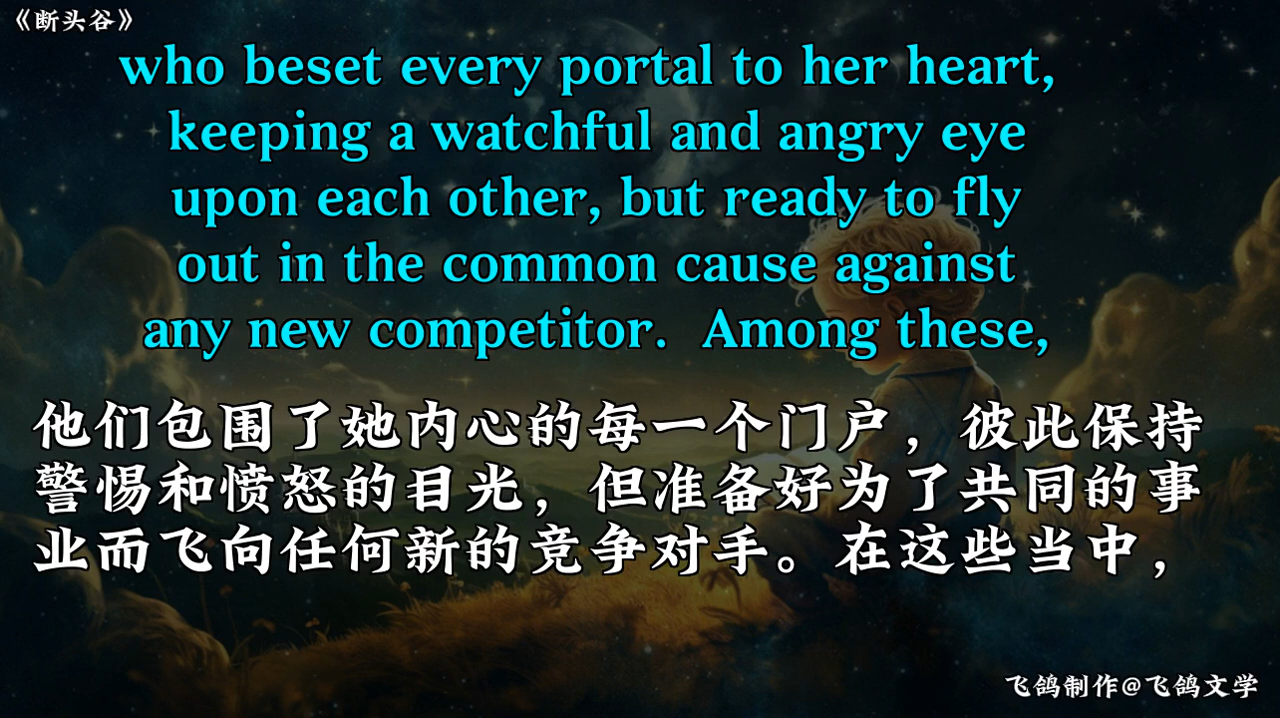 《断头谷》
who beset every portal to her heart,
keeping a watchful and angry eye
upon each other, but ready to fly
out in the common cause against
any new competitor.  Among these,
他们包围了她内心的每一个门户，彼此保持
警惕和愤怒的目光，但准备好为了共同的事
业而飞向任何新的竞争对手。在这些当中，
飞鸽制作@飞鸽文学